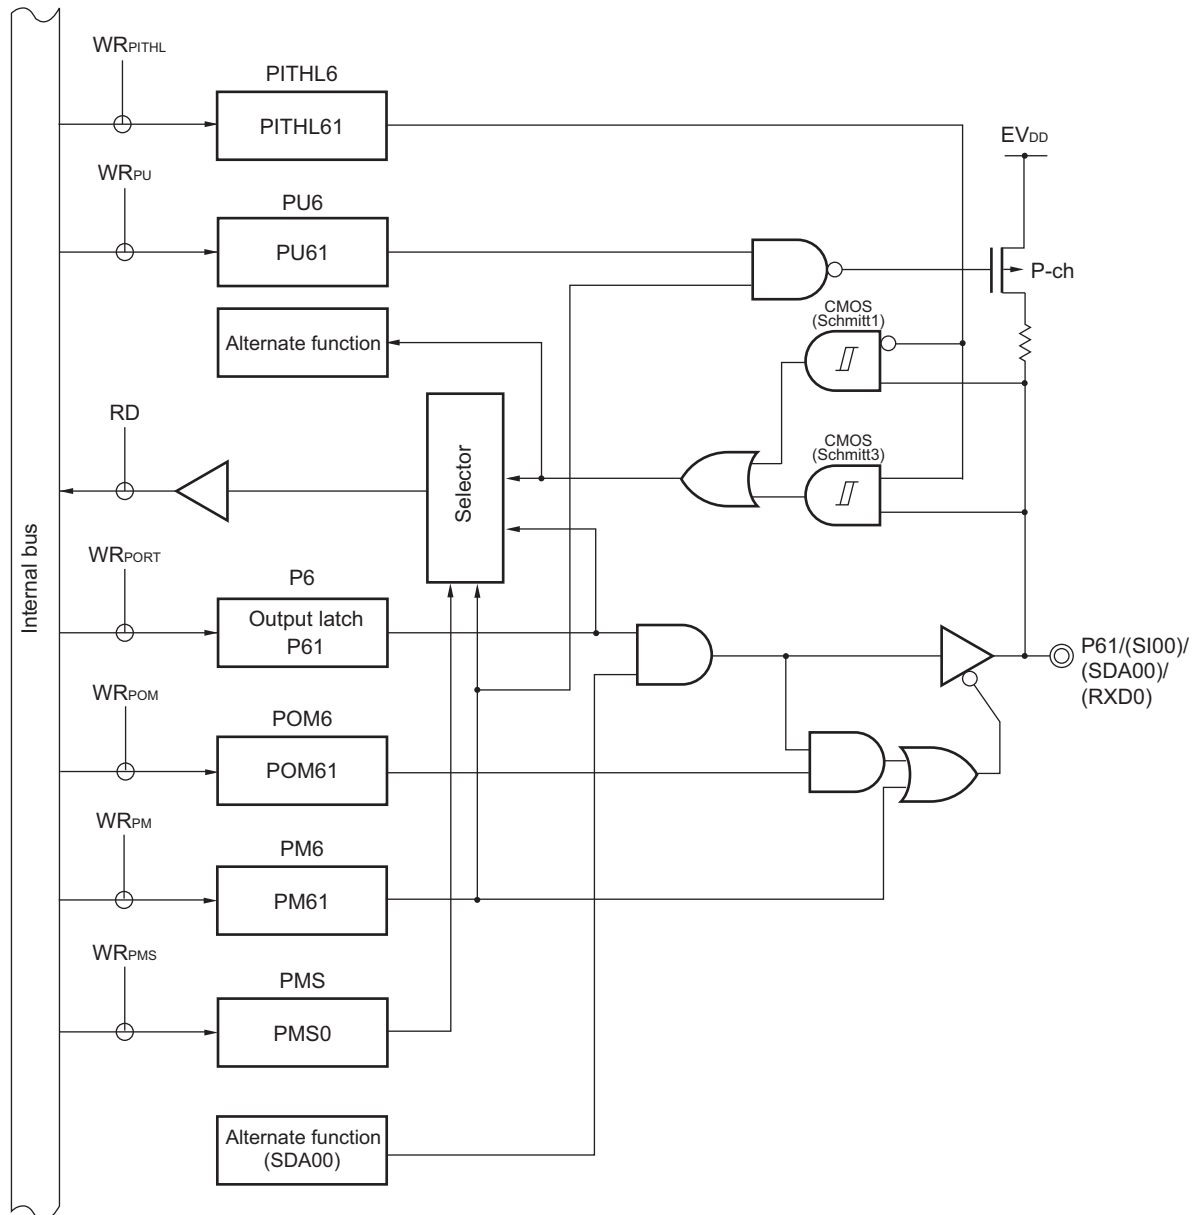 WRPITHL
PITHL6
PITHL61
EVDD
WRPU
PU6
PU61
P-ch
CMOS
(Schmitt1)
Alternate function
RD
Selector
CMOS
(Schmitt3)
Internal bus
WRPORT
P6
Output latch
P61
P61/(SI00)/
(SDA00)/
(RXD0)
WRPOM
POM6
POM61
WRPM
PM6
PM61
WRPMS
PMS
PMS0
Alternate function
(SDA00)